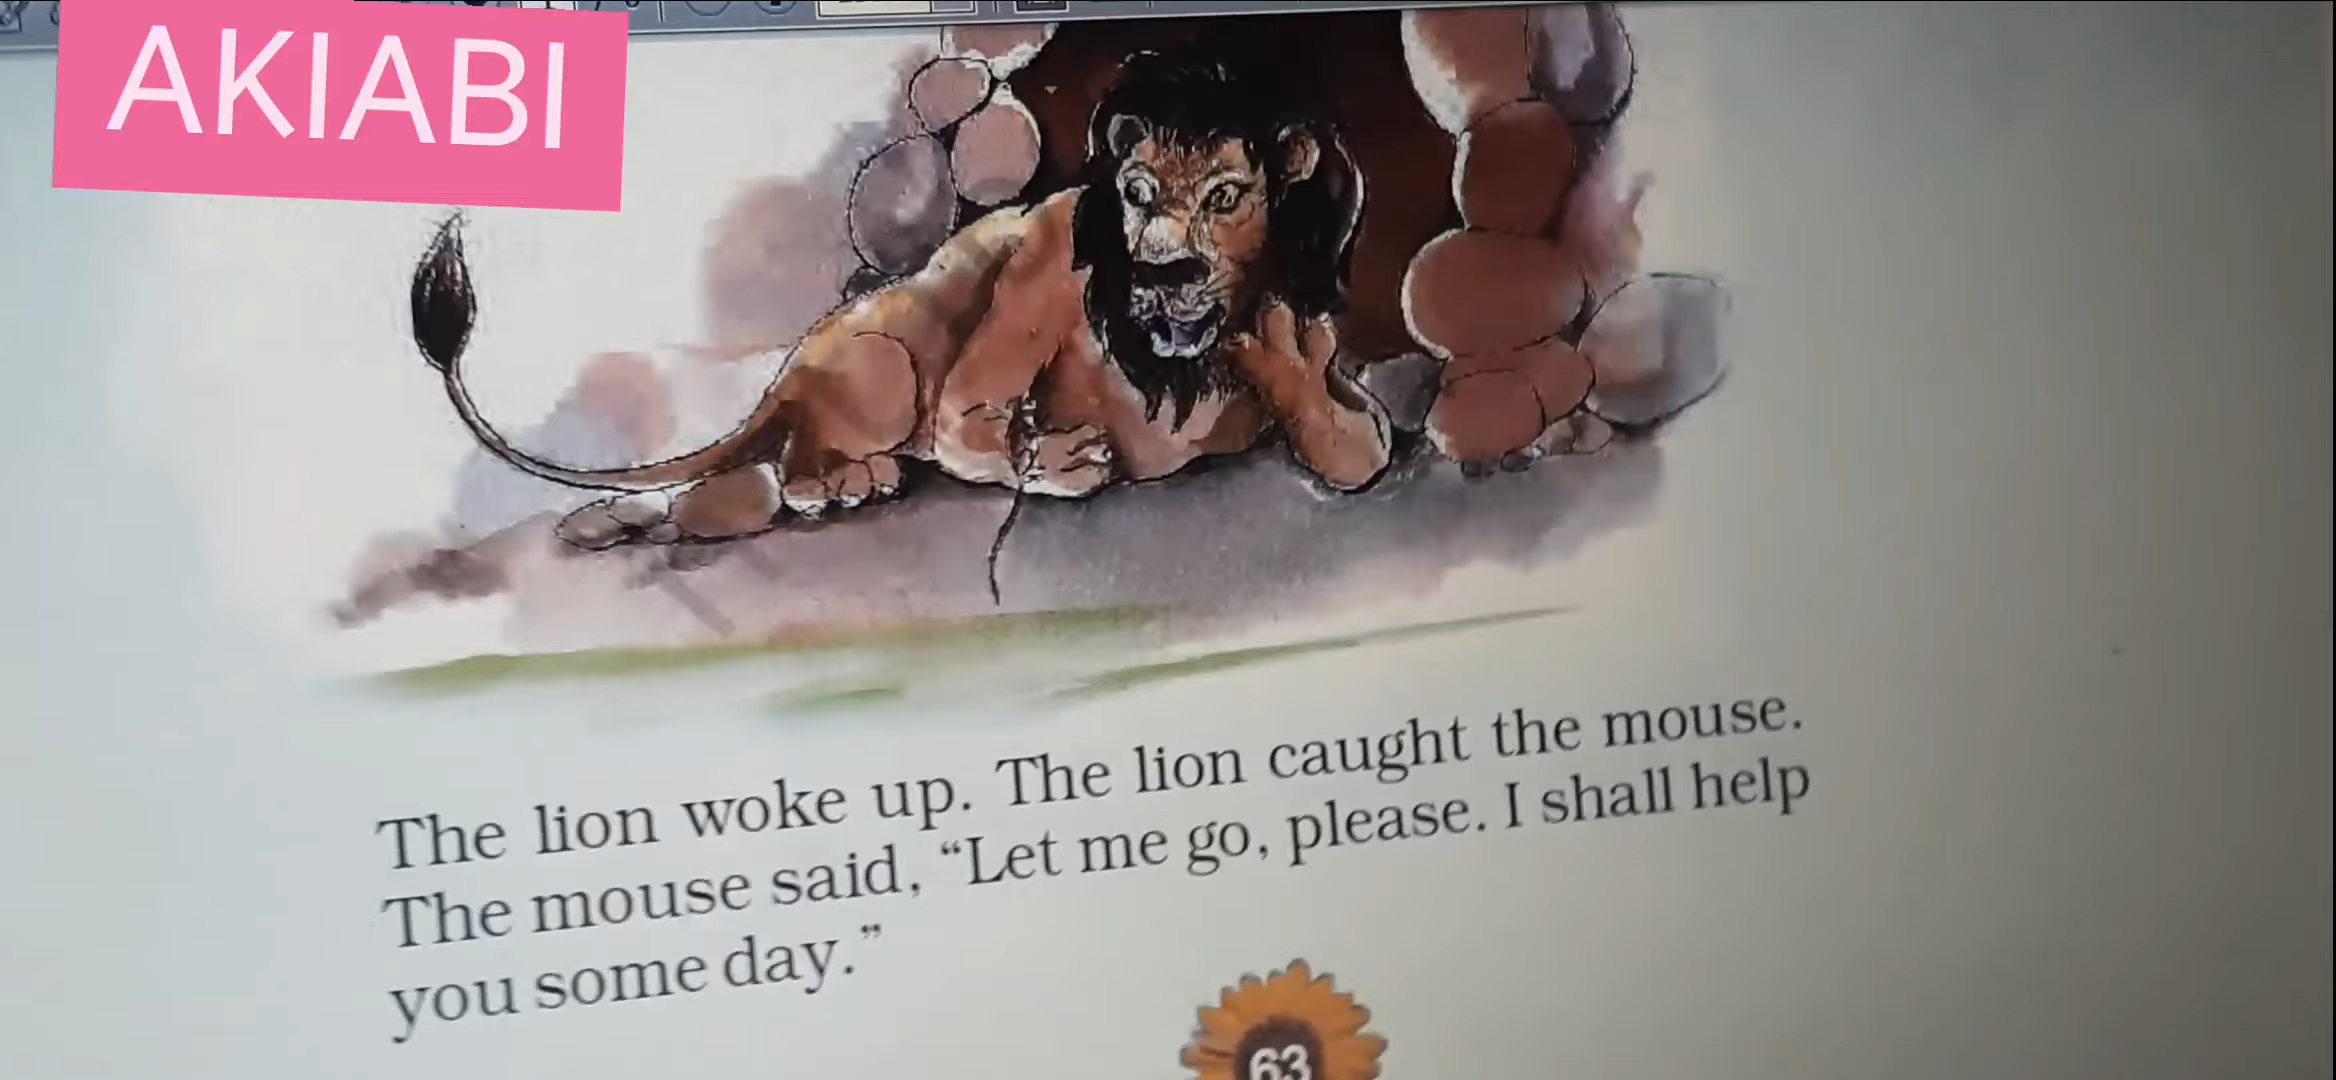 AKIABI
The lion woke up. The lion caught the mouse.
The mouse said, “Let me go, please. I shall help
you some day.”
63